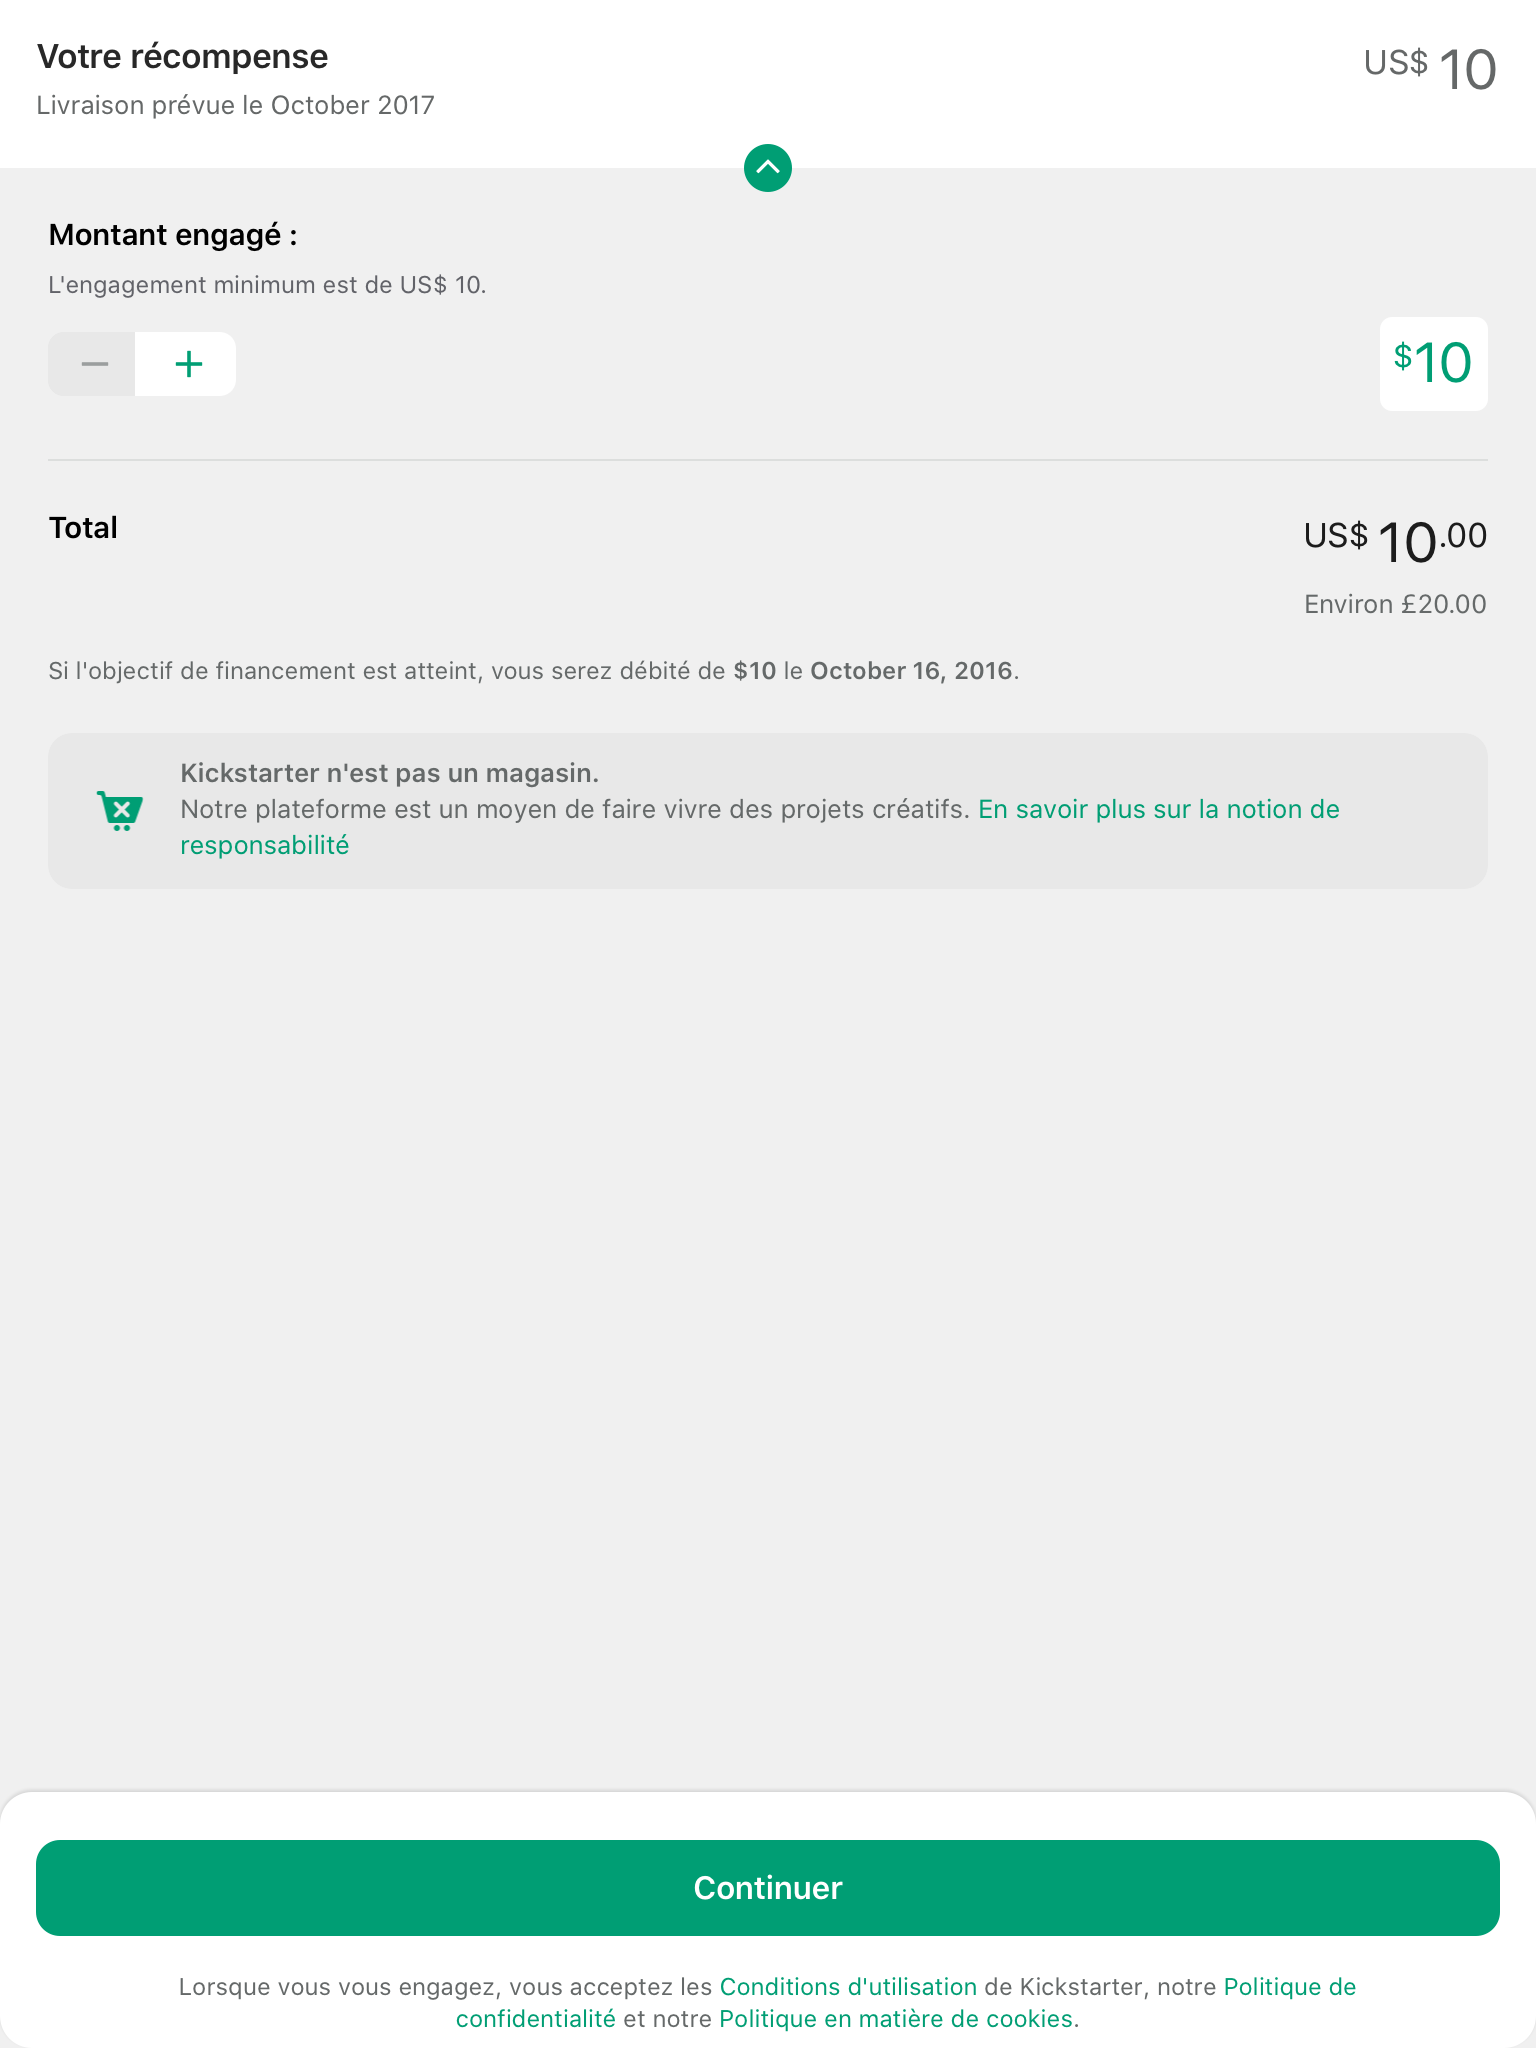 Votre récompense
US$ 10
Livraison prévue le October 2017
Montant engagé :
L'engagement minimum est de US$ 10.
$10
Total
US$ 10.00
Environ £20.00
Si l'objectif de financement est atteint, vous serez débité de $10 le October 16, 2016.
Kickstarter n'est pas un magasin.
Notre plateforme est un moyen de faire vivre des projets créatifs. En savoir plus sur la notion de
responsabilité
Continuer
Lorsque vous vous engagez, vous acceptez les Conditions d'utilisation de Kickstarter, notre Politique de
confidentialité et notre Politique en matière de cookies.